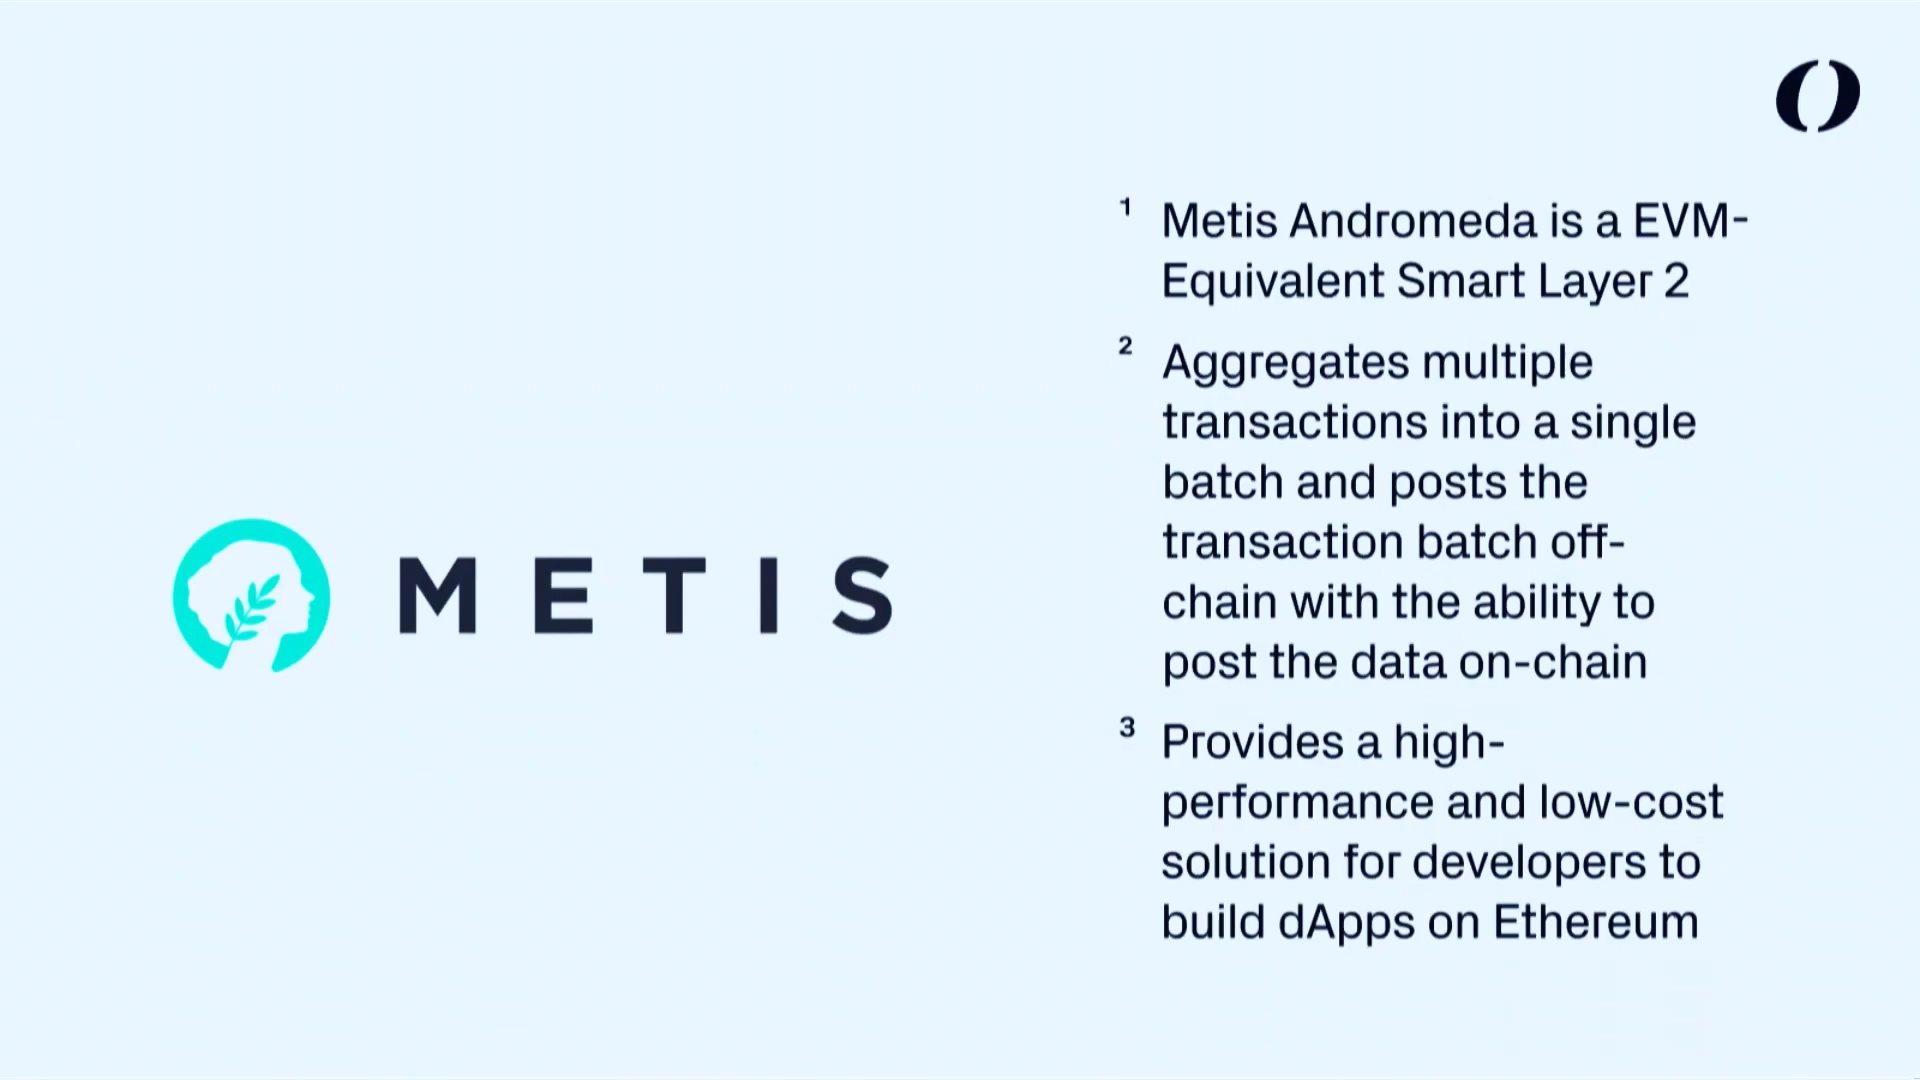 METIS
1 Metis Andromeda is a EVM-
Equivalent Smart Layer 2
2 Aggregates multiple
transactions into a single
batch and posts the
transaction batch off-
chain with the ability to
post the data on-chain
3 Provides a high-
performance and low-cost
solution for developers to
build dApps on Ethereum